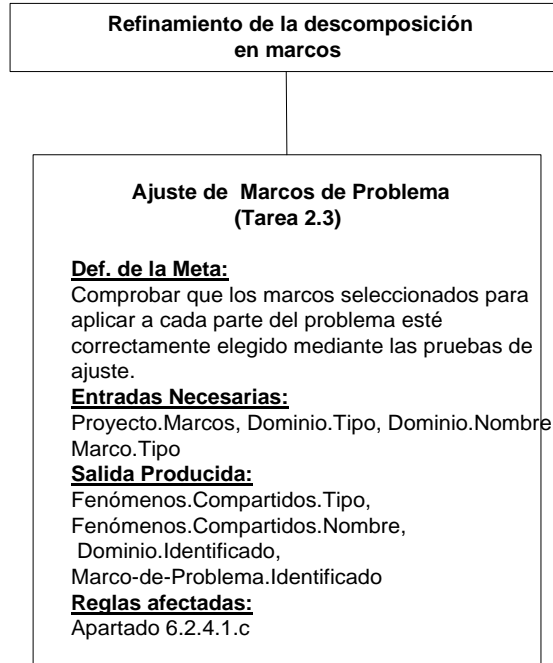 Refinamiento de la descomposición
en marcos
Ajuste de Marcos de Problema
(Tarea 2.3)
Def. de la Meta:
Comprobar que los marcos seleccionados para
aplicar a cada parte del problema esté
correctamente elegido mediante las pruebas de
ajuste.
Entradas Necesarias:
Proyecto.Marcos, Dominio.Tipo, Dominio.Nombre
Marco.Tipo
Salida Producida:
Fenómenos.Compartidos.Tipo,
Fenómenos.Compartidos.Nombre,
Dominio.Identificado,
Marco-de-Problema.Identificado
Reglas afectadas:
Apartado 6.2.4.1.c